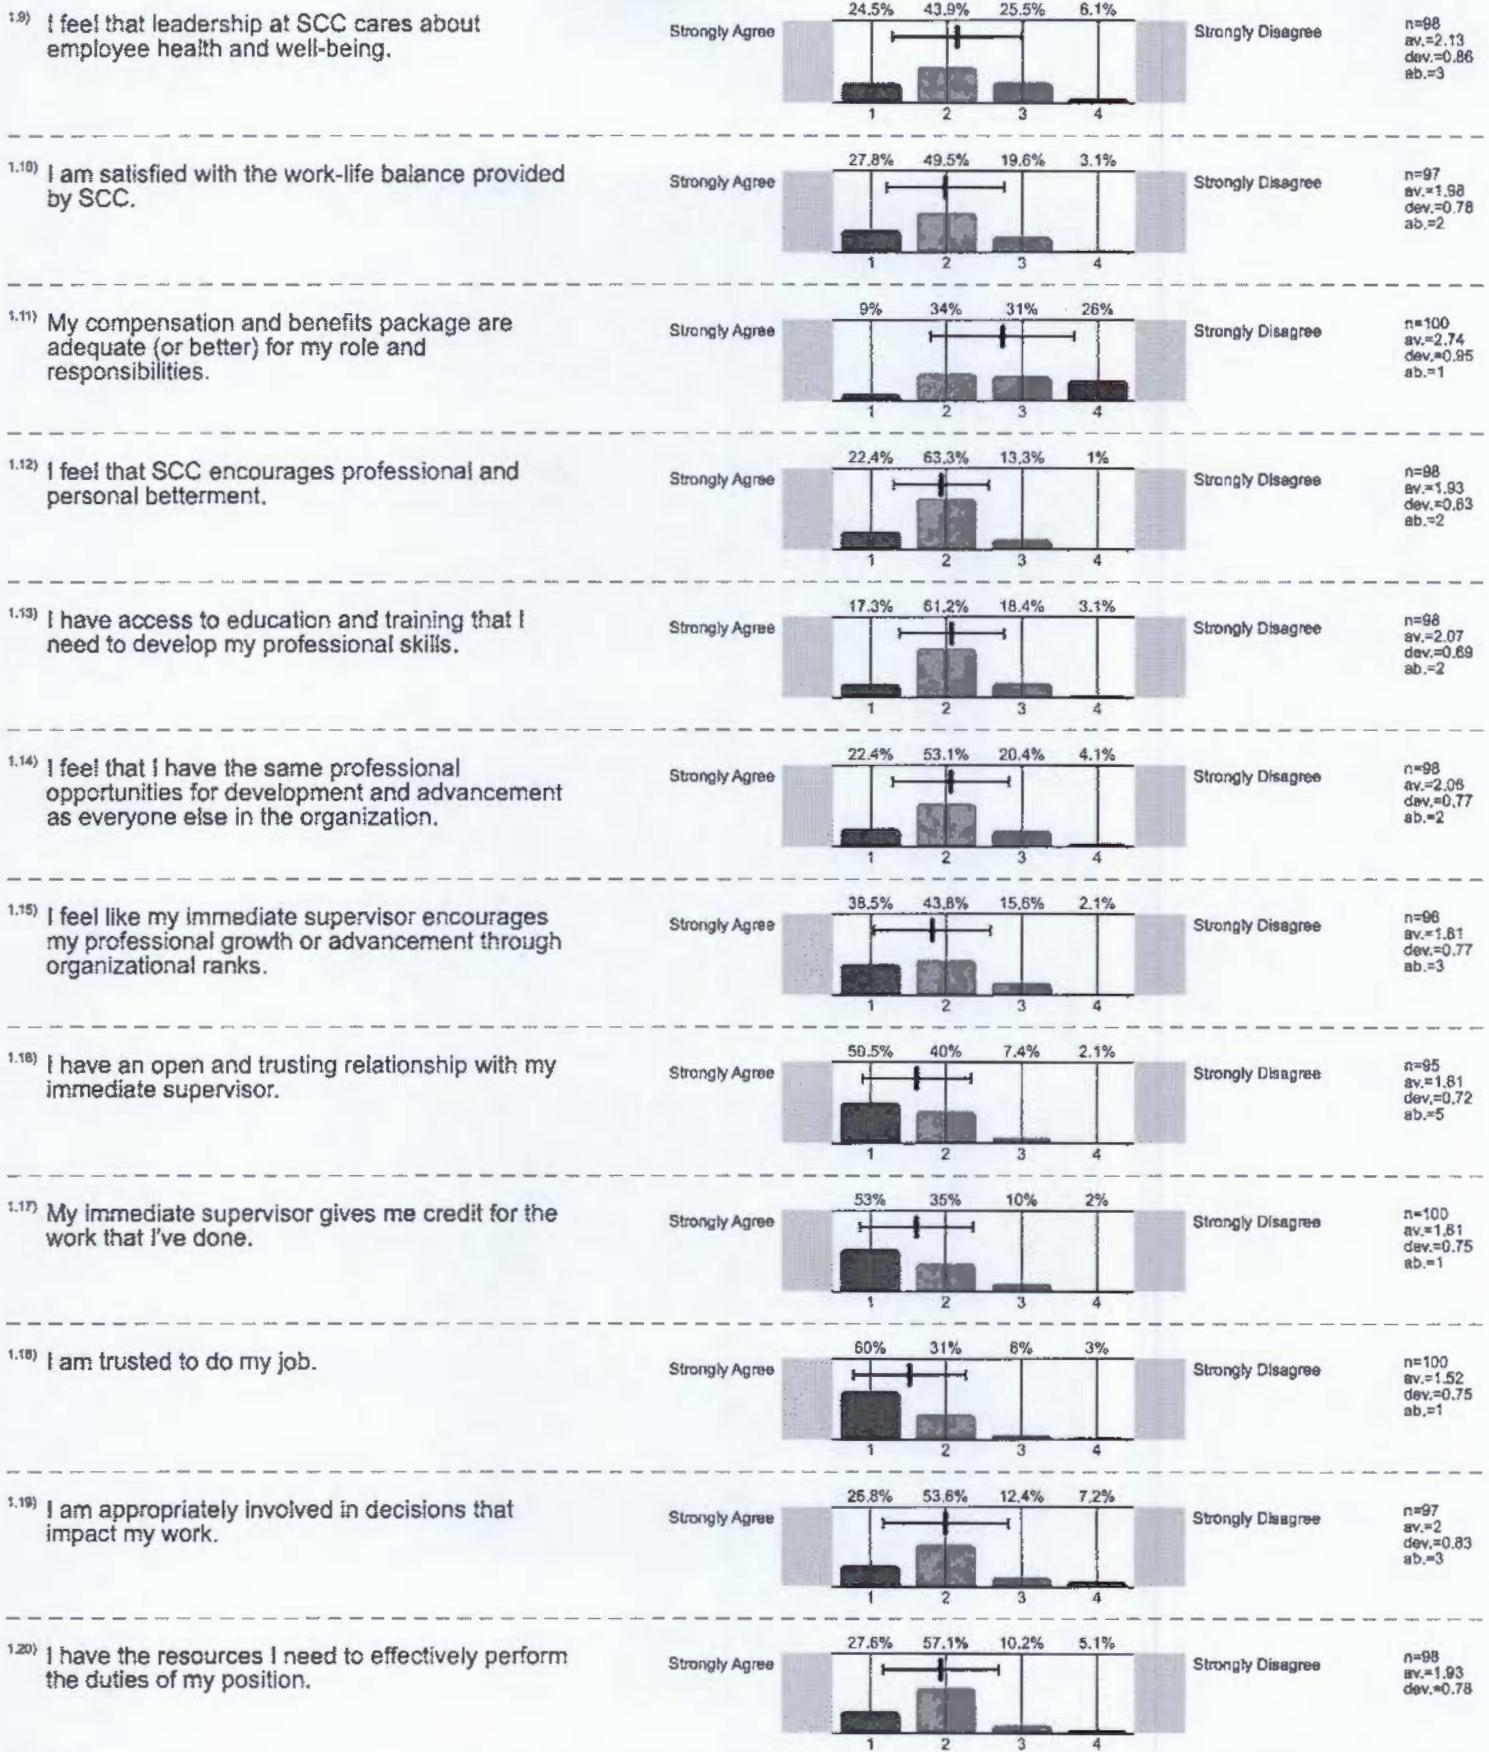 1.9) I feel that leadership at SCC cares about
employee health and well-being.
Strongly Agree
24.5% 43.9% 25.5% 6.1%
1 2 3 4
Strongly Disagree
n=98
av.=2.13
dev.=0.86
ab.=3
1.10) I am satisfied with the work-life balance provided
by SCC.
Strongly Agree
27.8% 49.5% 19.6% 3.1%
1 2 3 4
Strongly Disagree
n=97
av.=1.98
dev.=0.78
ab.=2
1.11) My compensation and benefits package are
adequate (or better) for my role and
responsibilities.
Strongly Agree
9% 34% 31% 26%
1 2 3 4
Strongly Disagree
n=100
av.=2.74
dev.=0.95
ab.=1
1.12) I feel that SCC encourages professional and
personal betterment.
Strongly Agree
22.4% 63.3% 13.3% 1%
1 2 3 4
Strongly Disagree
n=98
av.=1.93
dev.=0.63
ab.=2
1.13) I have access to education and training that I
need to develop my professional skills.
Strongly Agree
17.3% 61.2% 18.4% 3.1%
1 2 3 4
Strongly Disagree
n=98
av.=2.07
dev.=0.69
ab.=2
1.14) I feel that I have the same professional
opportunities for development and advancement
as everyone else in the organization.
Strongly Agree
22.4% 53.1% 20.4% 4.1%
1 2 3 4
Strongly Disagree
n=98
av.=2.06
dev.=0.77
ab.=2
1.15) I feel like my immediate supervisor encourages
my professional growth or advancement through
organizational ranks.
Strongly Agree
38.5% 43.8% 15.6% 2.1%
1 2 3 4
Strongly Disagree
n=96
av.=1.81
dev.=0.77
ab.=3
1.16) I have an open and trusting relationship with my
immediate supervisor.
Strongly Agree
50.5% 40% 7.4% 2.1%
1 2 3 4
Strongly Disagree
n=95
av.=1.61
dev.=0.72
ab.=5
1.17) My immediate supervisor gives me credit for the
work that I've done.
Strongly Agree
53% 35% 10% 2%
1 2 3 4
Strongly Disagree
n=100
av.=1.61
dev.=0.75
ab.=1
1.18) I am trusted to do my job.
Strongly Agree
60% 31% 6% 3%
1 2 3 4
Strongly Disagree
n=100
av.=1.52
dev.=0.75
ab.=1
1.19) I am appropriately involved in decisions that
impact my work.
Strongly Agree
26.8% 53.6% 12.4% 7.2%
1 2 3 4
Strongly Disagree
n=97
av.=2
dev.=0.83
ab.=3
1.20) I have the resources I need to effectively perform
the duties of my position.
Strongly Agree
27.6% 57.1% 10.2% 5.1%
1 2 3 4
Strongly Disagree
n=98
av.=1.93
dev.=0.78